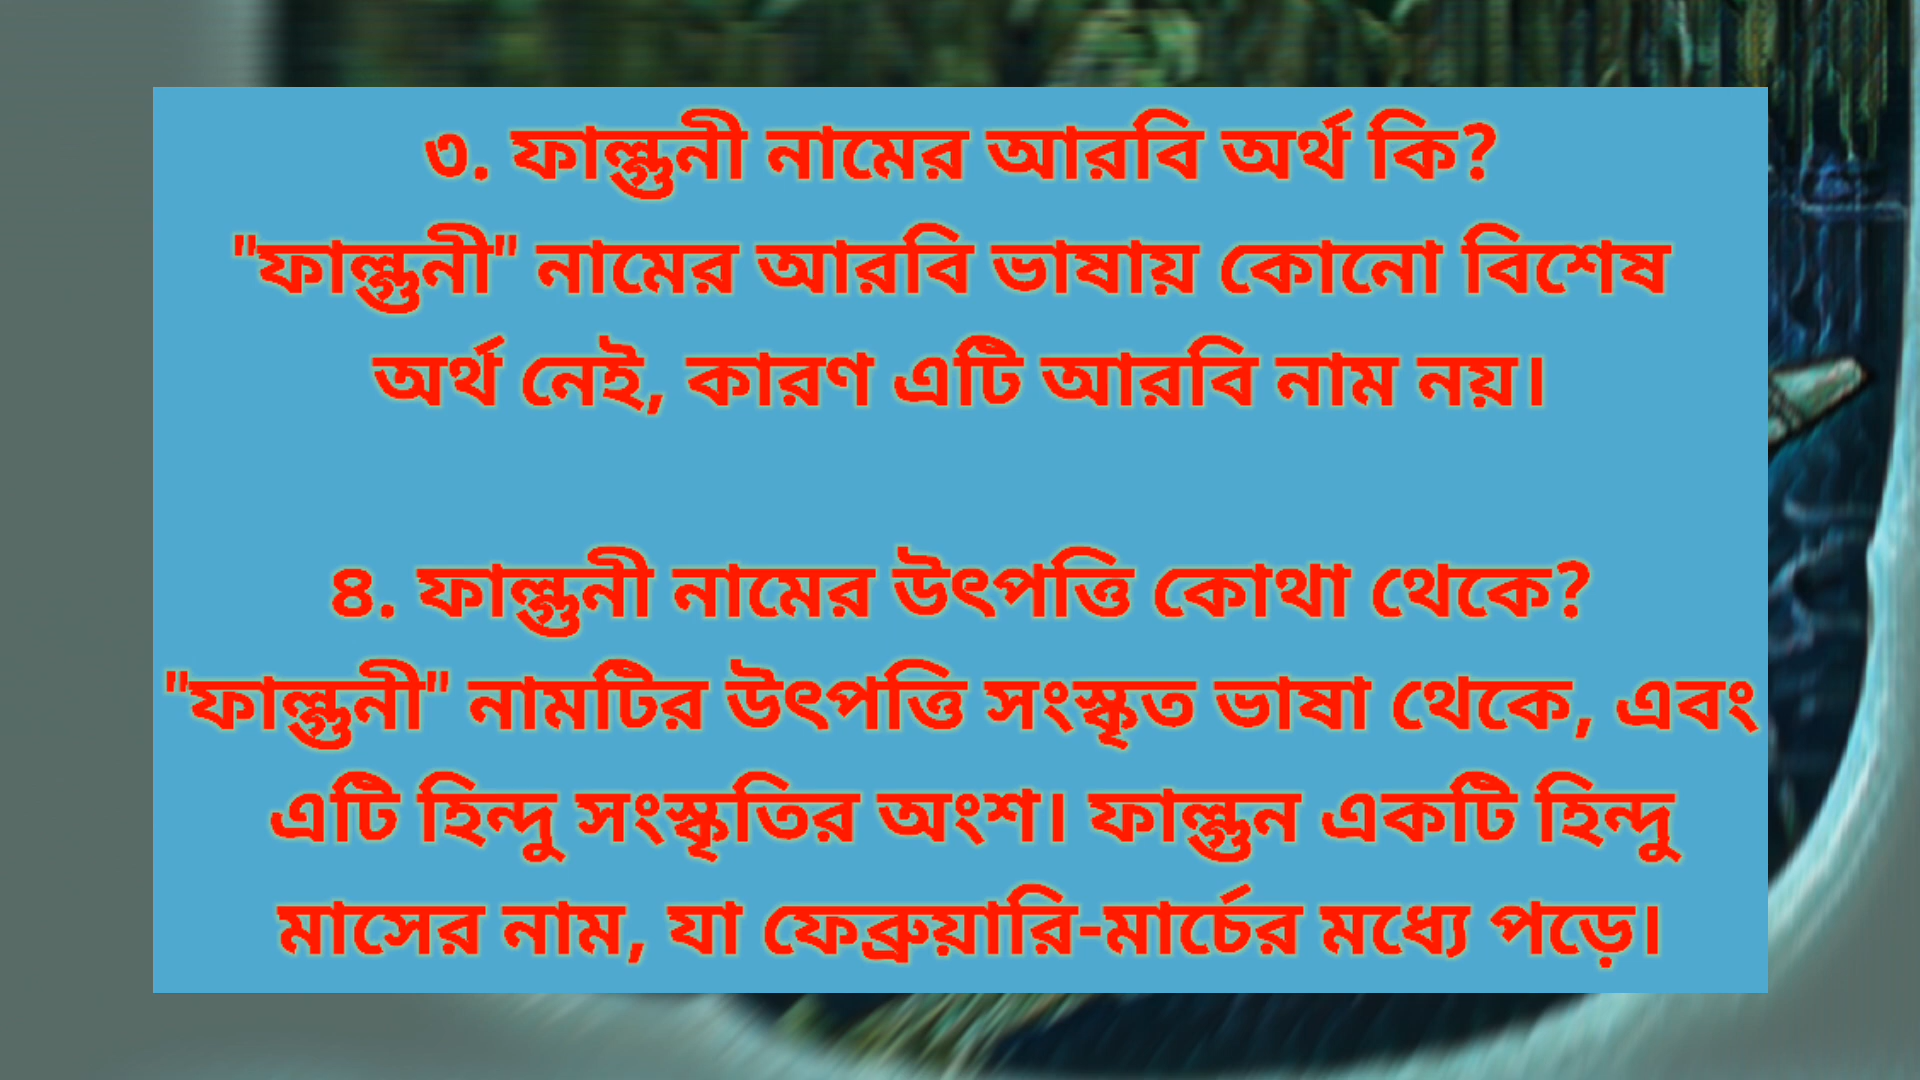 ৩. ফাল্গুনী নামের আরবি অর্থ কি?
"ফাল্গুনী" নামের আরবি ভাষায় কোনো বিশেষ
অর্থ নেই, কারণ এটি আরবি নাম নয়।
৪. ফাল্গুনী নামের উৎপত্তি কোথা থেকে?
"ফাল্গুনী" নামটির উৎপত্তি সংস্কৃত ভাষা থেকে, এবং
এটি হিন্দু সংস্কৃতির অংশ। ফাল্গুন একটি হিন্দু
মাসের নাম, যা ফেব্রুয়ারি-মার্চের মধ্যে পড়ে।